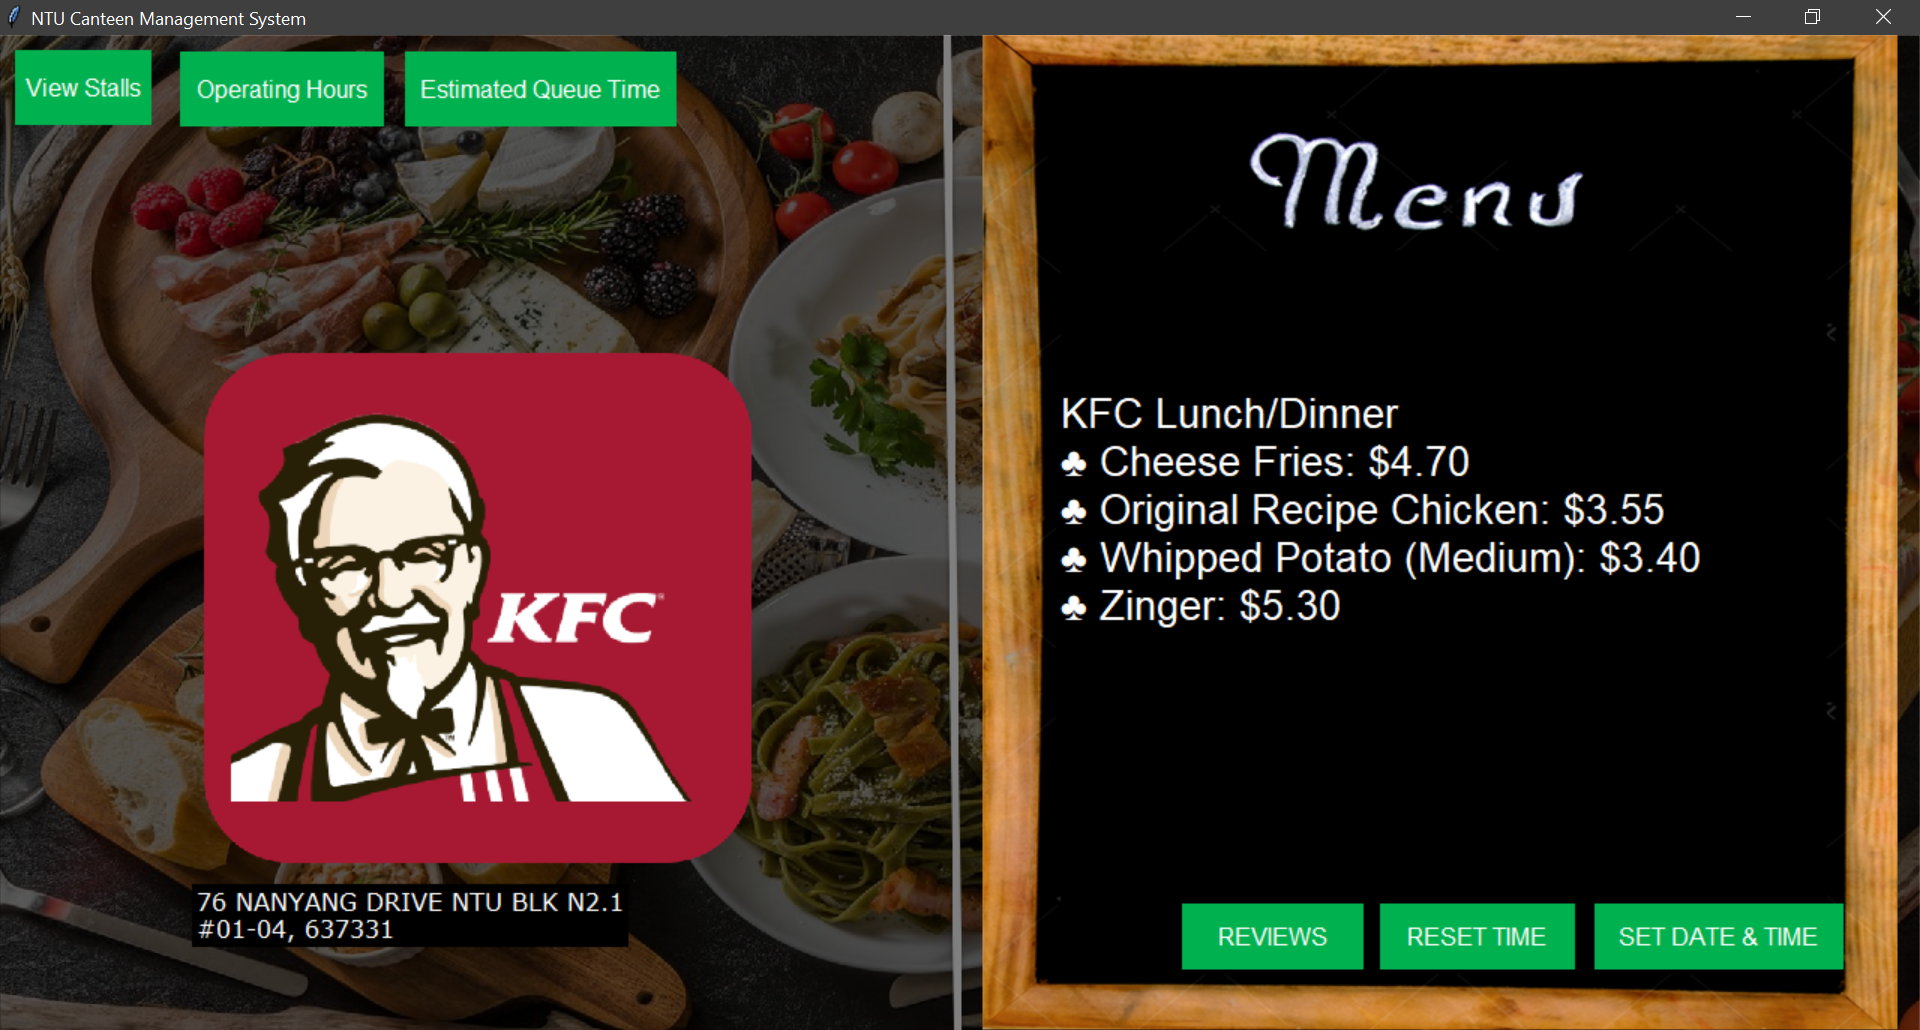 NTU Canteen Management System
View Stalls
Operating Hours
Estimated Queue Time
Menu
KFC Lunch/Dinner
♣ Cheese Fries: $4.70
♣ Original Recipe Chicken: $3.55
♣ Whipped Potato (Medium): $3.40
♣ Zinger: $5.30
KFC
76 NANYANG DRIVE NTU BLK N2.1
#01-04, 637331
REVIEWS
RESET TIME
SET DATE & TIME